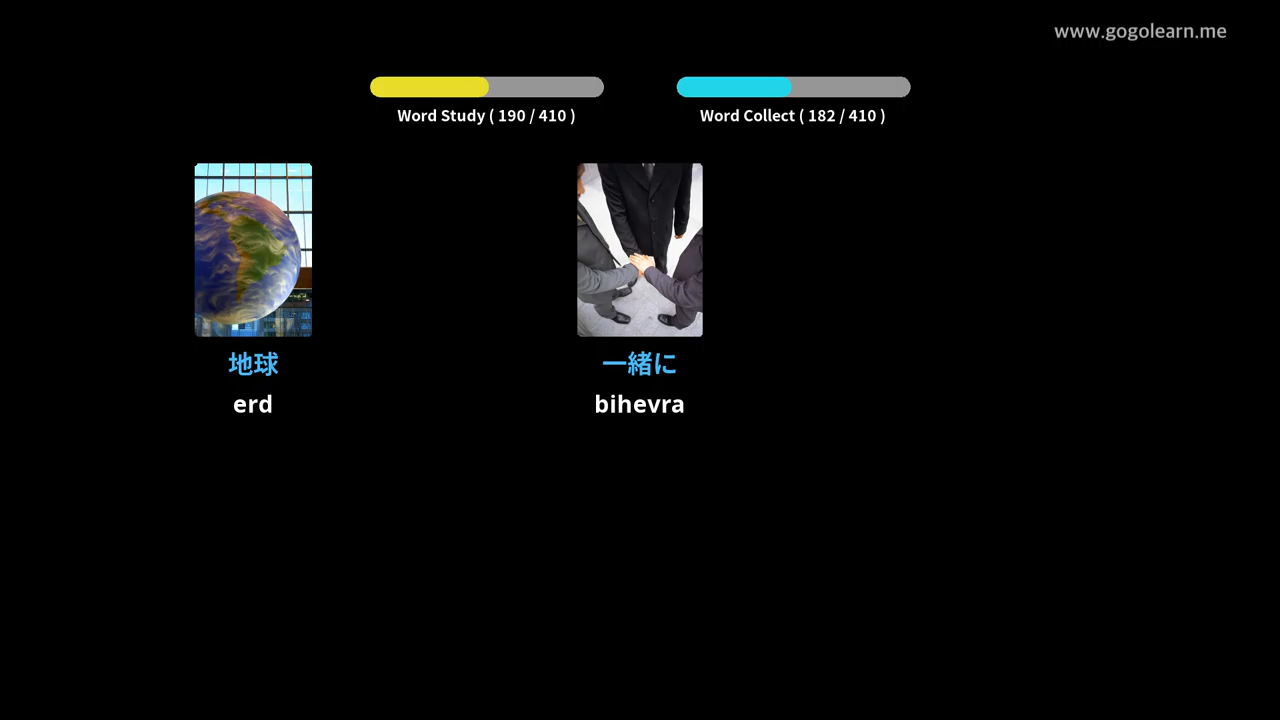 www.gogolearn.me
Word Study ( 190 / 410 )
Word Collect ( 182 / 410 )
地球
erd
一緒に
bihevra